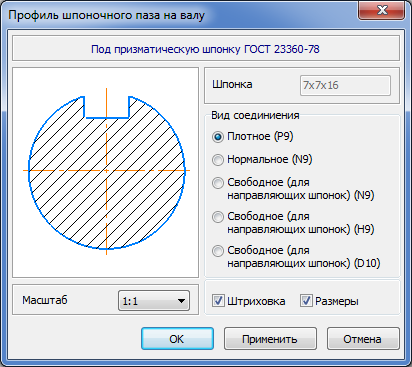 Профиль шпоночного паза на валу
Под призматическую шпонку ГОСТ 23360-78
Шпонка
7x7x16
Вид соединиения
Плотное (P9)
Нормальное (N9)
Свободное (для
направляющих шпонок) (N9)
Свободное (для
направляющих шпонок) (H9)
Свободное (для
направляющих шпонок) (D10)
Масштаб
1:1
Штриховка
Размеры
OK
Применить
Отмена